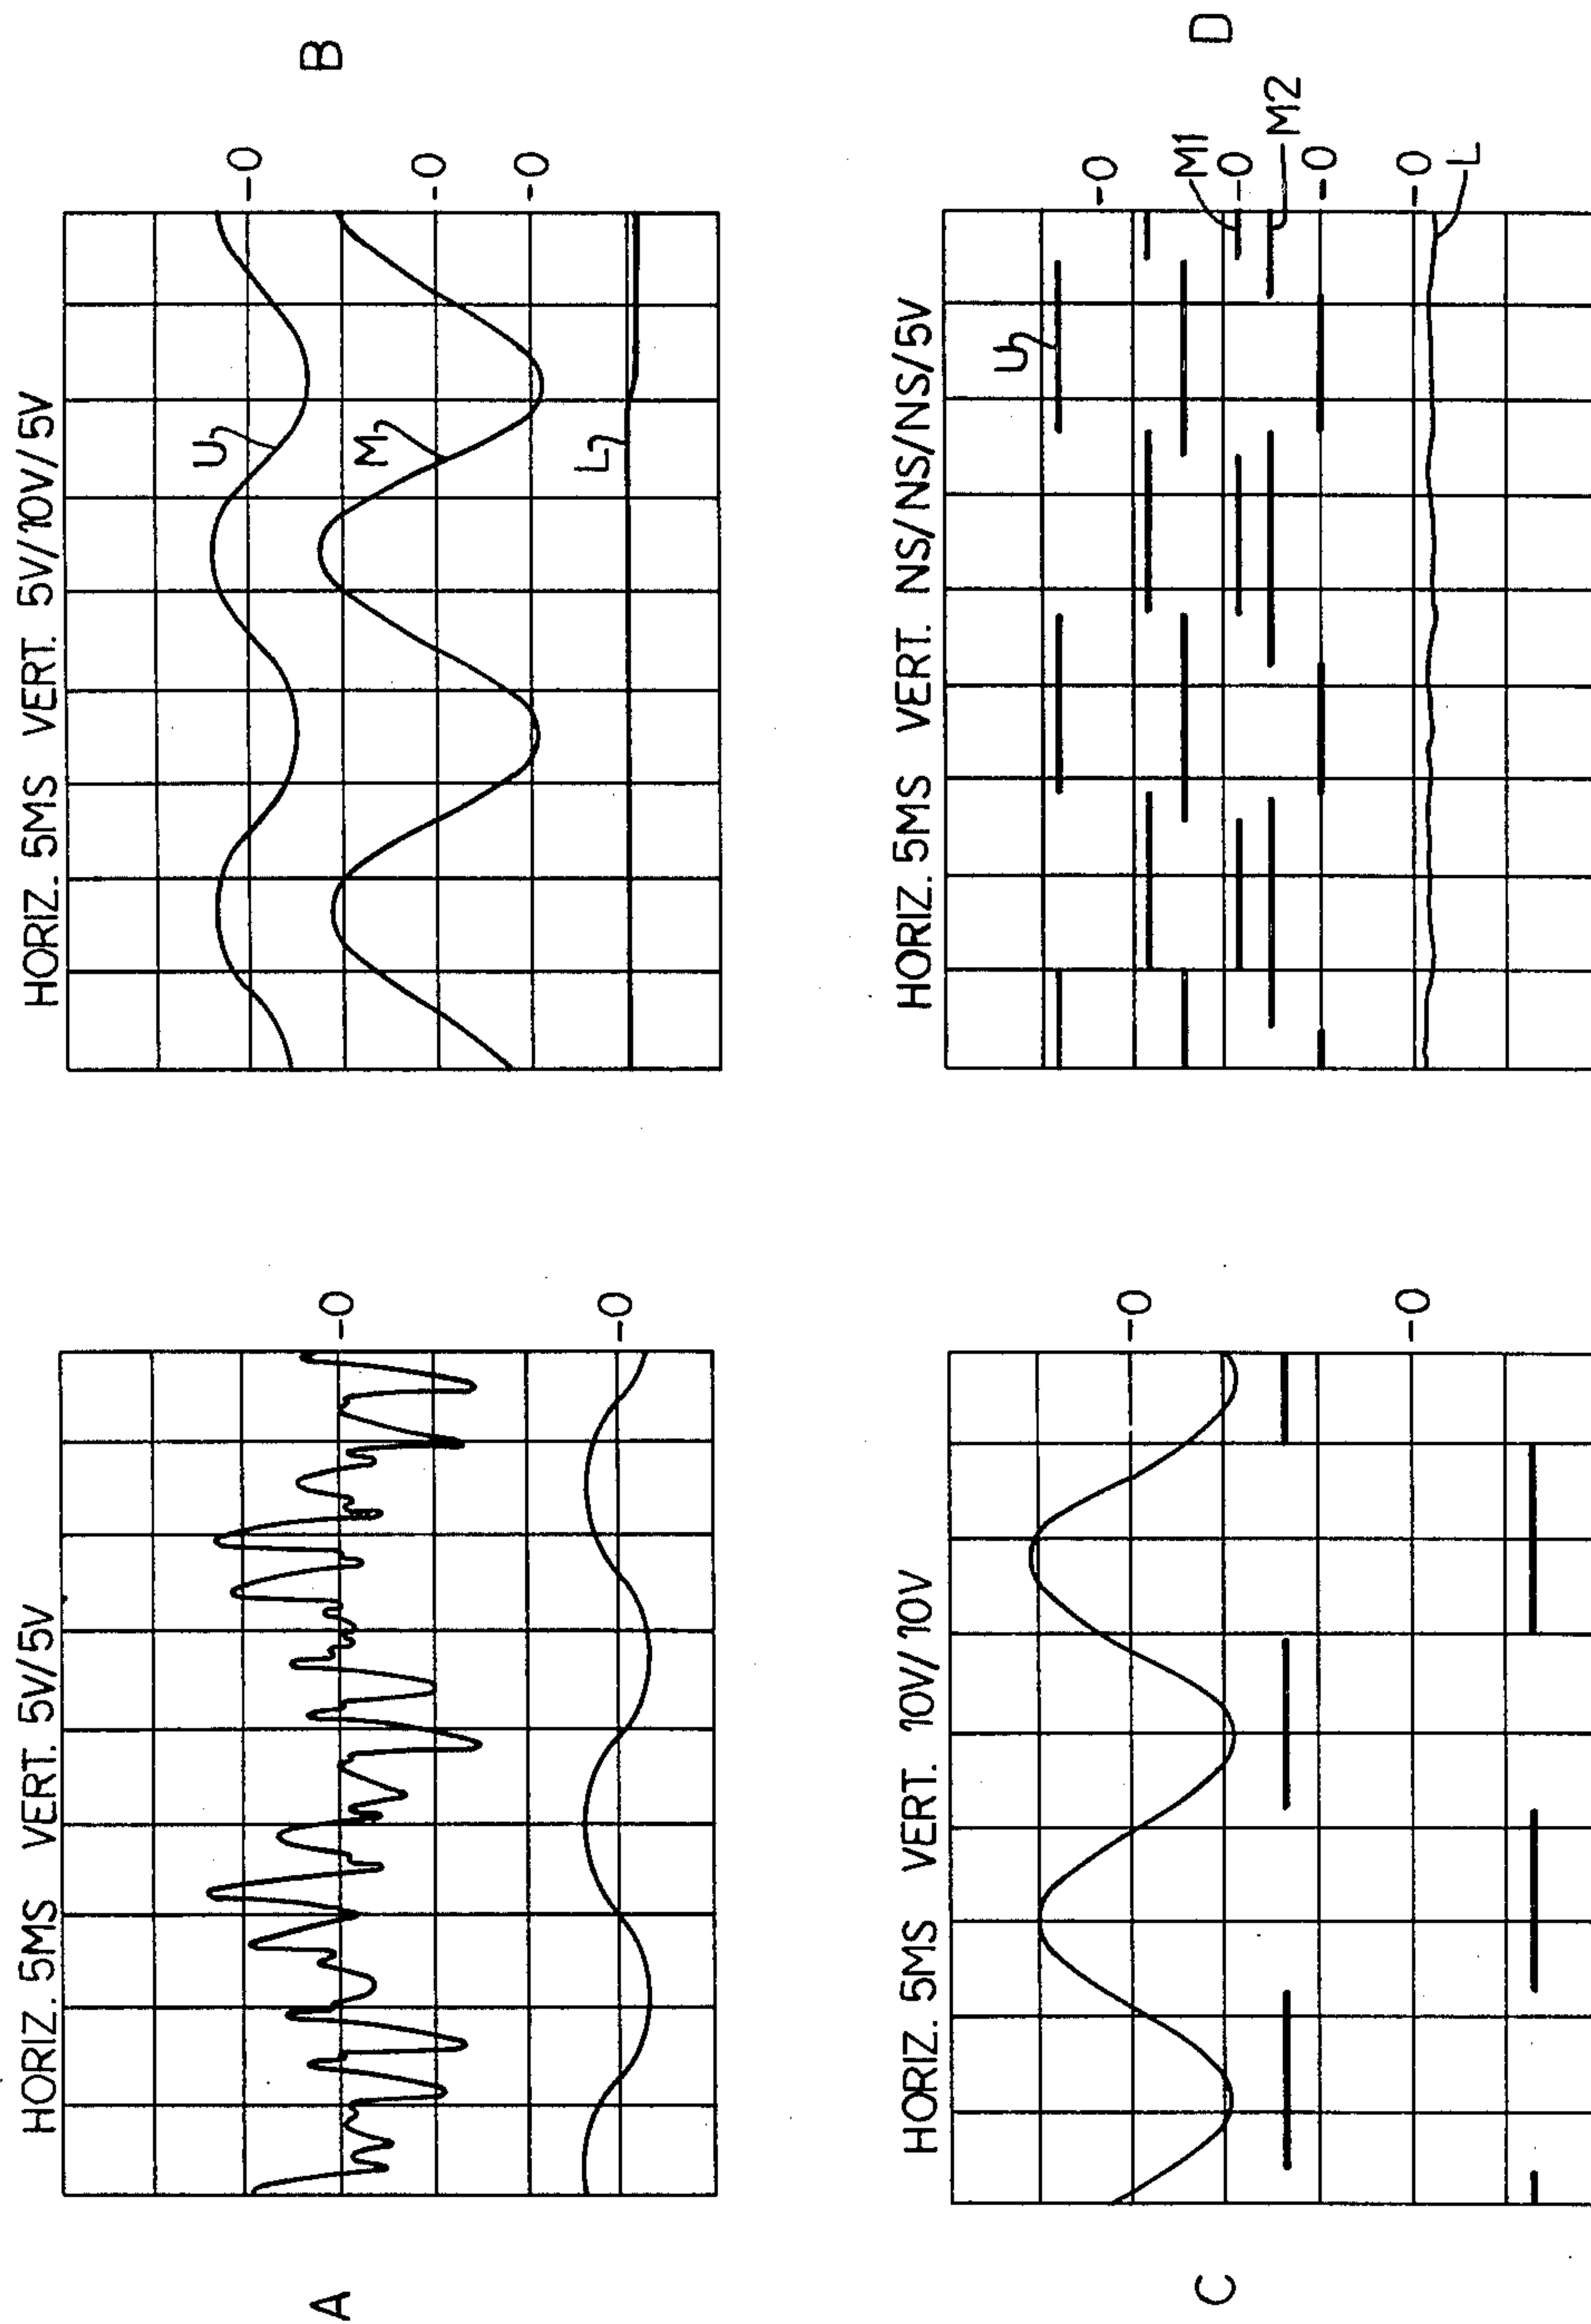 A
HORIZ. 5MS VERT. 5V/5V
-0
-0
HORIZ. 5MS VERT. 5V/10V/5V
B
U
M
L
-0
-0
-0
C
HORIZ. 5MS VERT. 10V/10V
-0
-0
HORIZ. 5MS VERT. NS/NS/NS/5V
D
U
-0
M1
-0
M2
-0
-0
L